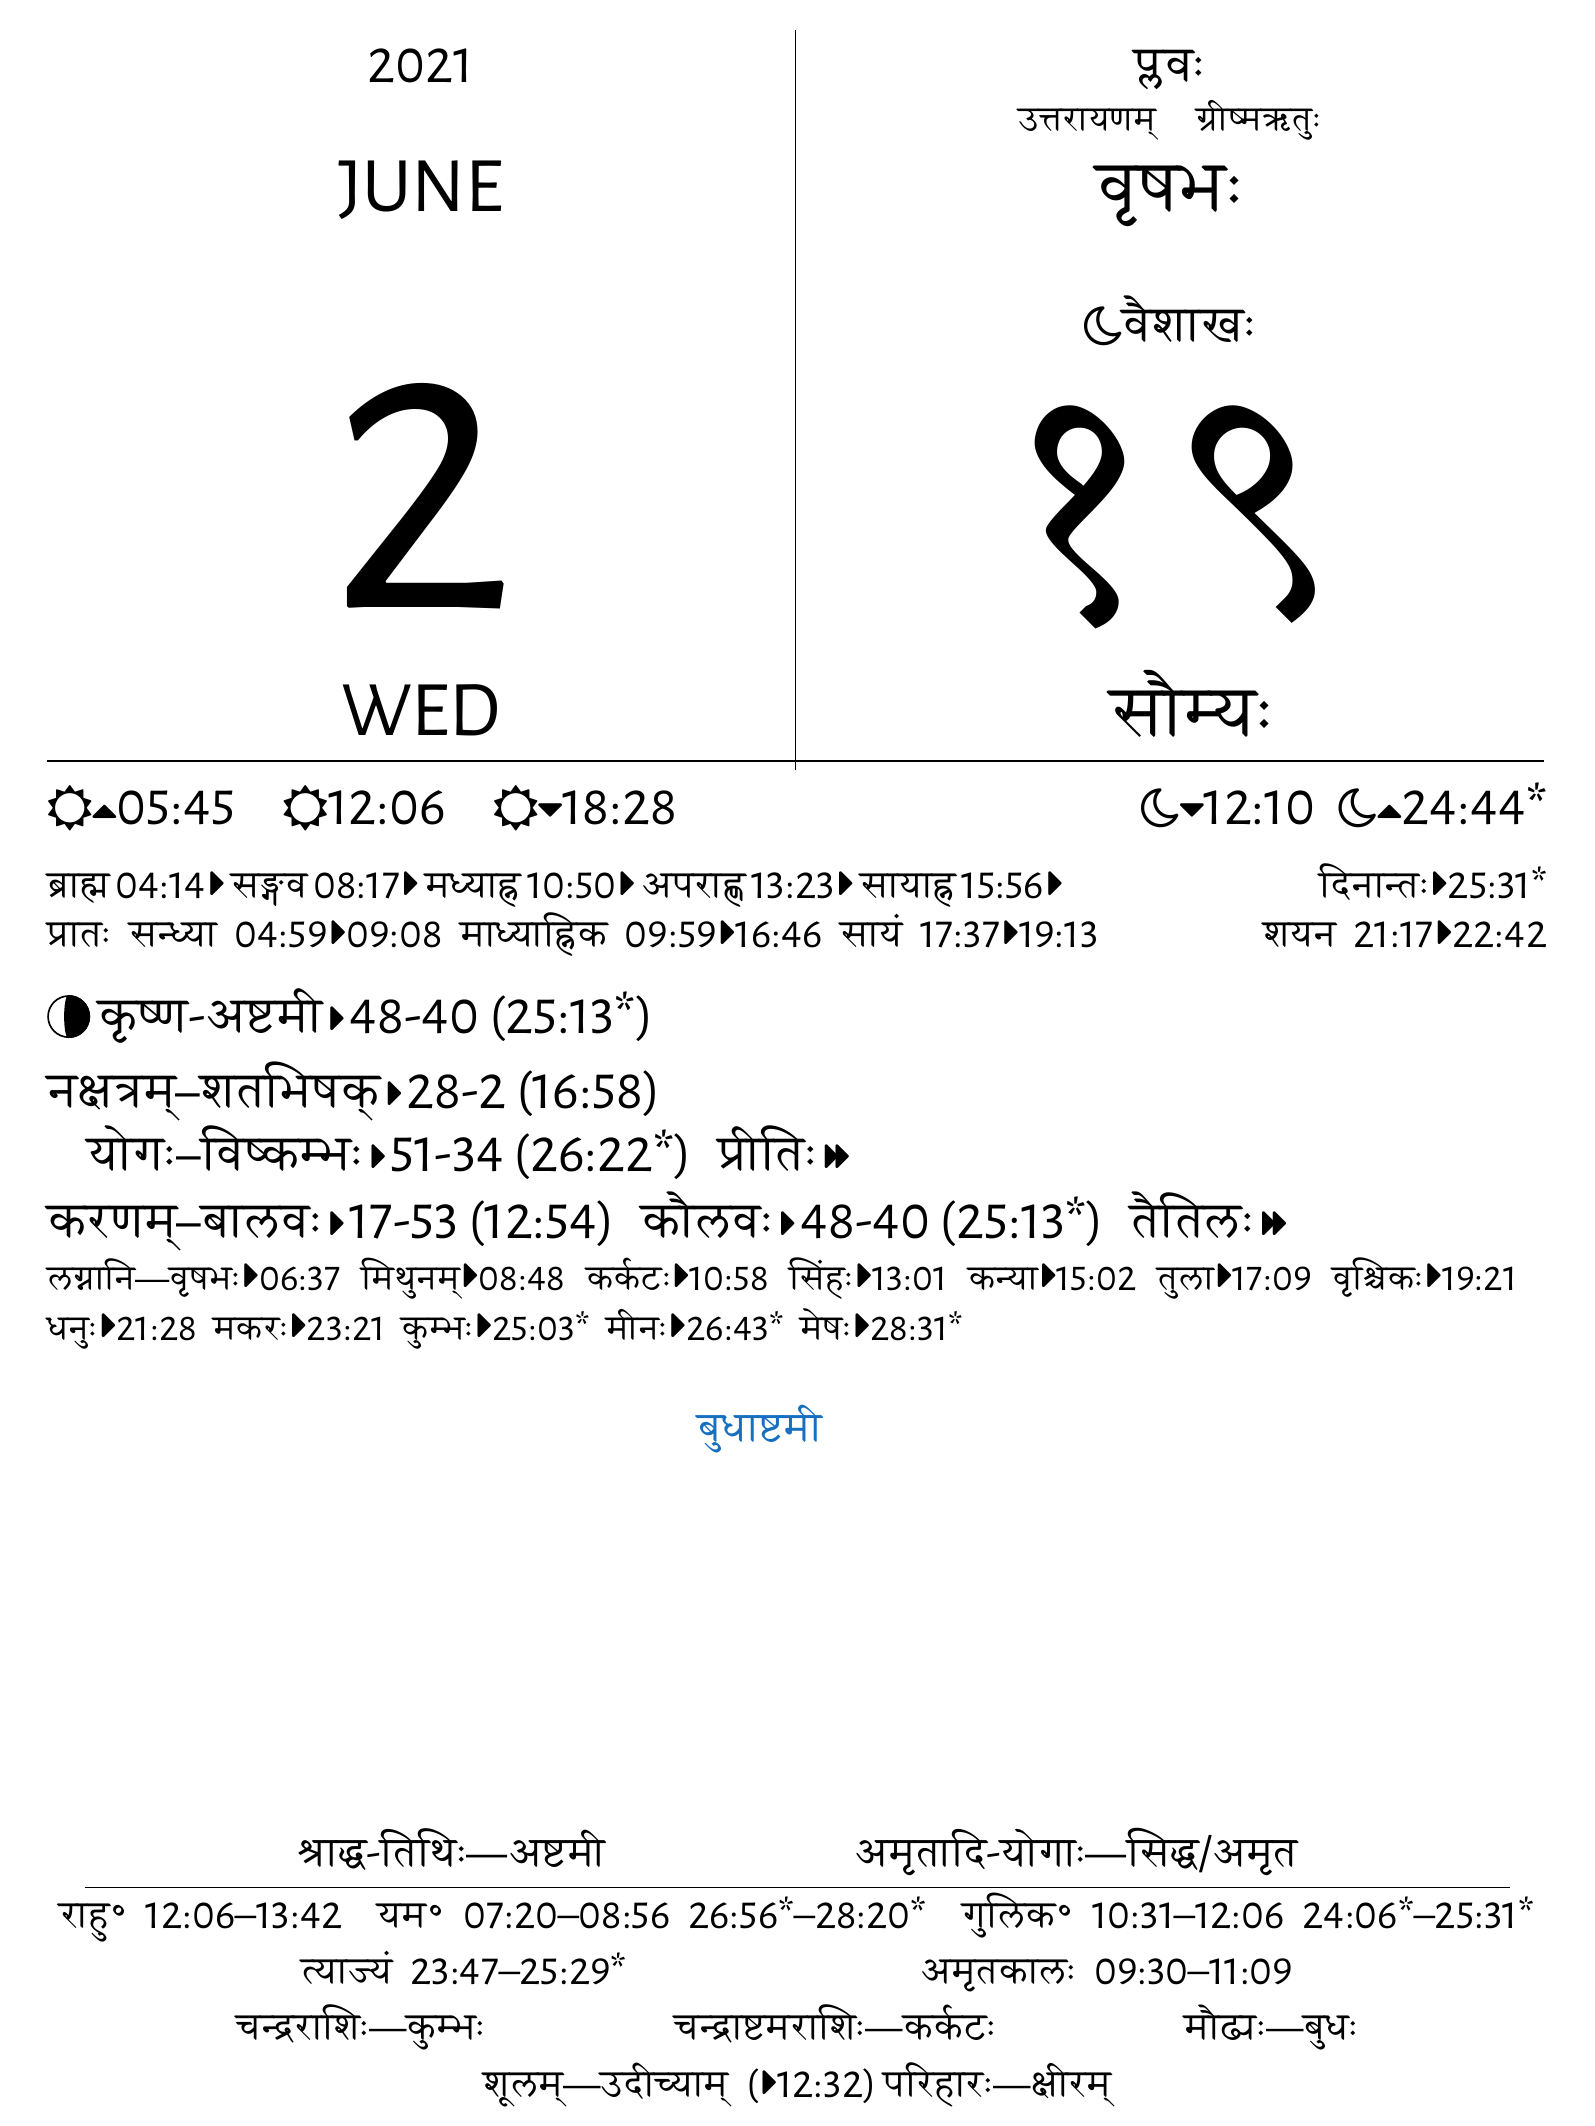 2021
JUNE
2
WED
प्लवः
उत्तरायणम् ग्रीष्मऋतुः
वृषभः
वैशाखः
१९
सौम्यः
05:45 12:06 18:28 12:10 24:44*
ब्राह्म 04:14 सङ्गव 08:17 मध्याह्न 10:50 अपराह्ण 13:23 सायाह्न 15:56 दिनान्तः 25:31*
प्रातः सन्ध्या 04:59 09:08 माध्याह्निक 09:59 16:46 सायं 17:37 19:13 शयन 21:17 22:42
कृष्ण-अष्टमी 48-40 (25:13*)
नक्षत्रम्–शतभिषक् 28-2 (16:58)
योगः–विष्कम्भः 51-34 (26:22*) प्रीतिः
करणम्–बालवः 17-53 (12:54) कौलवः 48-40 (25:13*) तैतिलः
लग्नानि—वृषभः 06:37 मिथुनम् 08:48 कर्कटः 10:58 सिंहः 13:01 कन्या 15:02 तुला 17:09 वृश्चिकः 19:21
धनुः 21:28 मकरः 23:21 कुम्भः 25:03* मीनः 26:43* मेषः 28:31*
बुधाष्टमी
श्राद्ध-तिथिः—अष्टमी अमृतादि-योगाः—सिद्ध/अमृत
राहु॰ 12:06–13:42 यम॰ 07:20–08:56 26:56*–28:20* गुलिक॰ 10:31–12:06 24:06*–25:31*
त्याज्यं 23:47–25:29* अमृतकालः 09:30–11:09
चन्द्रराशिः—कुम्भः चन्द्राष्टमराशिः—कर्कटः मौढ्यः—बुधः
शूलम्—उदीच्याम् (12:32) परिहारः—क्षीरम्